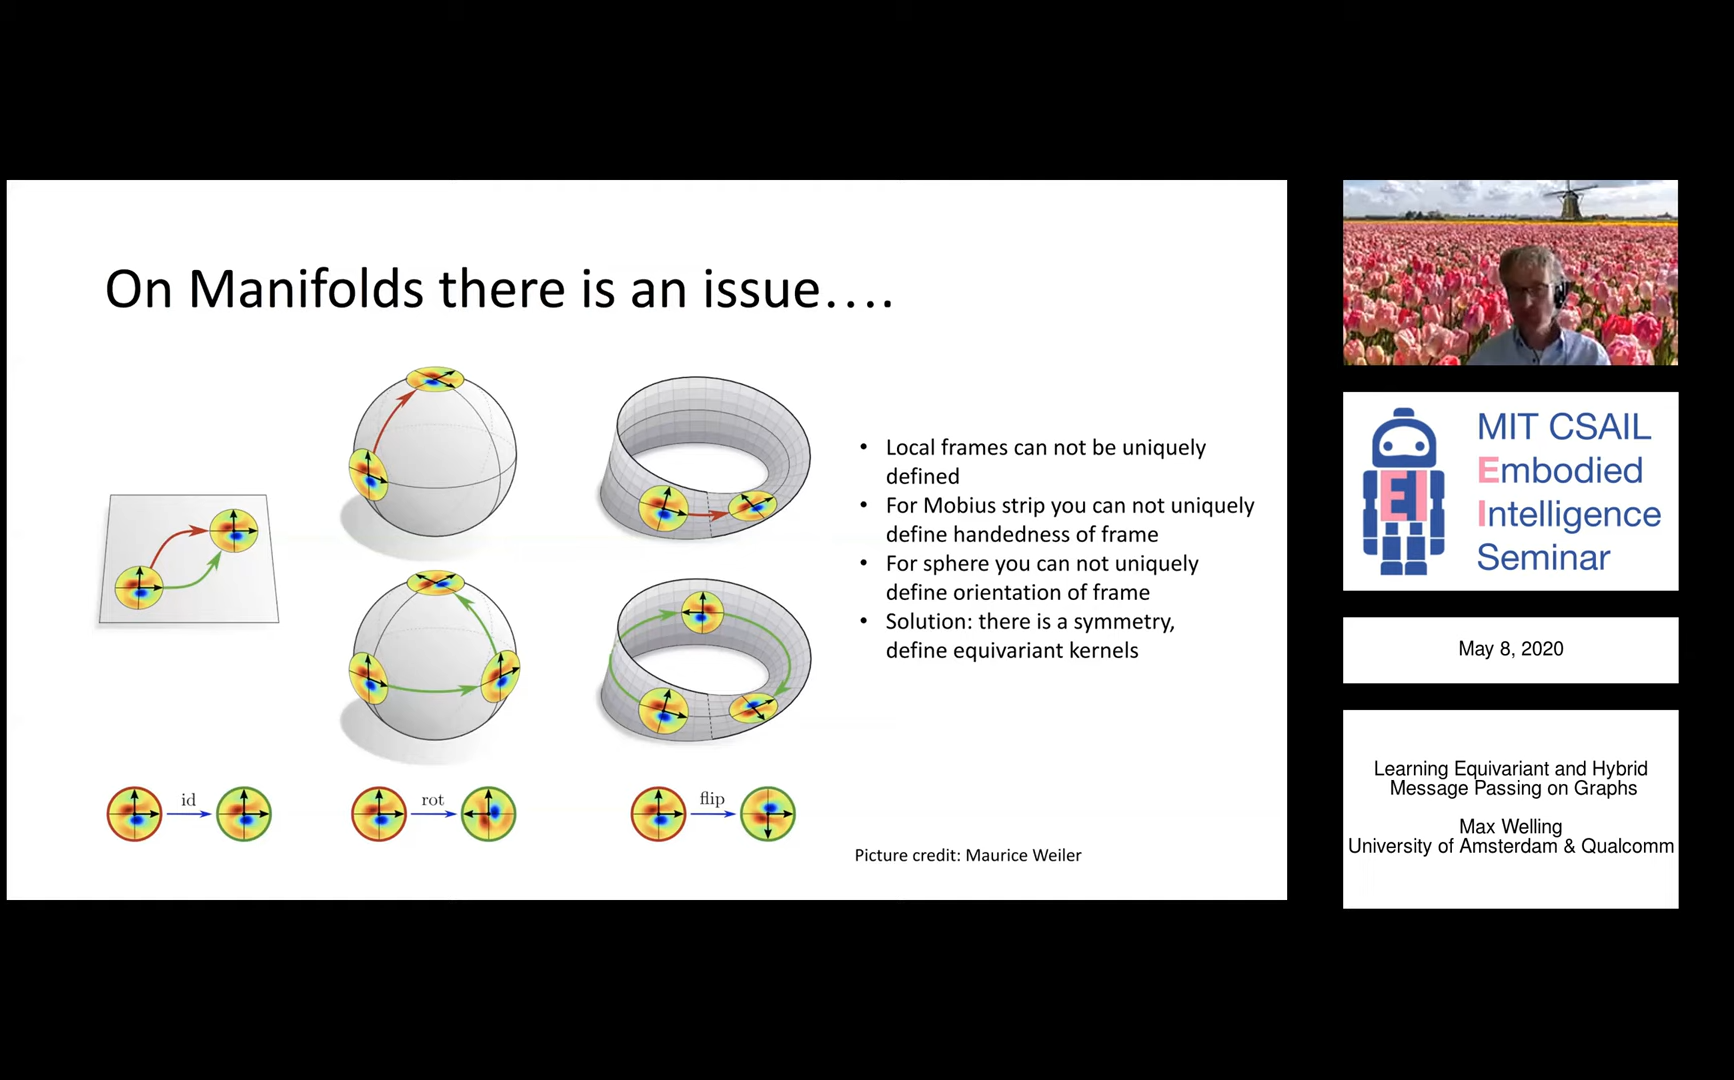 On Manifolds there is an issue….
• Local frames can not be uniquely
defined
• For Mobius strip you can not uniquely
define handedness of frame
• For sphere you can not uniquely
define orientation of frame
• Solution: there is a symmetry,
define equivariant kernels
id
rot
flip
Picture credit: Maurice Weiler
EI
MIT CSAIL
Embodied
Intelligence
Seminar
May 8, 2020
Learning Equivariant and Hybrid
Message Passing on Graphs
Max Welling
University of Amsterdam & Qualcomm